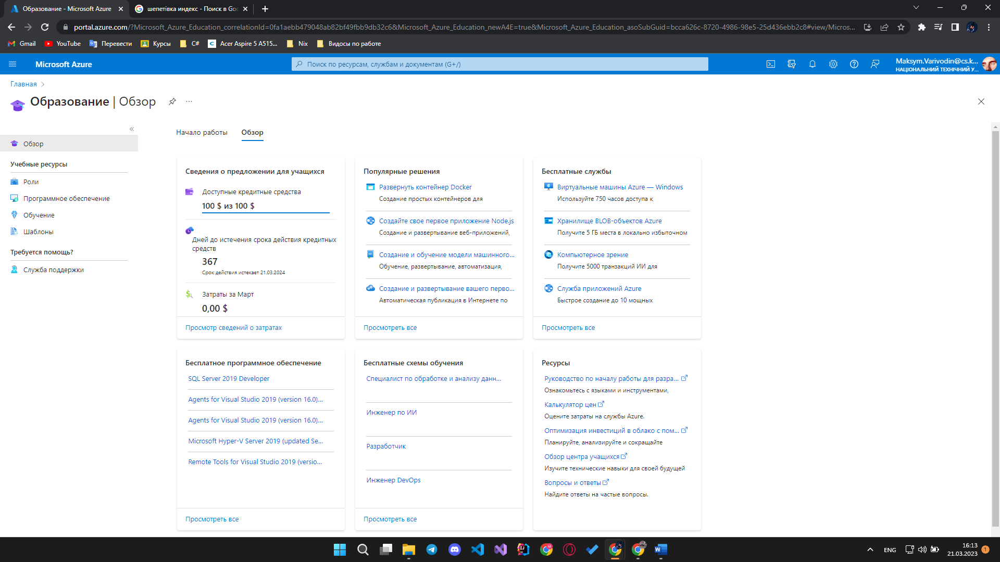 Образование - Microsoft Azure
шепетівка индекс - Поиск в Goo
portal.azure.com/?Microsoft_Azure_Education_correlationId=0fa1aebb479048ab82bf49fbb9db32c6&Microsoft_Azure_Education_newA4E=true&Microsoft_Azure_Education_asoSubGuid=bcca626c-8720-4986-98e5-25d436ebb2c8#view/Micros...
Gmail
YouTube
Перевести
Курсы
C#
Acer Aspire 5 A515...
Nix
Видосы по работе
Microsoft Azure
Поиск по ресурсам, службам и документам (G+/)
Maksym.Varivodin@cs.k...
НАЦІОНАЛЬНИЙ ТЕХНІЧНИЙ У...
Главная
Образование | Обзор
Обзор
Учебные ресурсы
Роли
Программное обеспечение
Обучение
Шаблоны
Требуется помощь?
Служба поддержки
Начало работы
Обзор
Сведения о предложении для учащихся
Доступные кредитные средства
100 $ из 100 $
Дней до истечения срока действия кредитных
средств
367
Срок действия истекает 21.03.2024
Затраты за Март
0,00 $
Просмотр сведений о затратах
Популярные решения
Развернуть контейнер Docker
Создание простых контейнеров для
Создайте свое первое приложение Node.js
Создание и развертывание веб-приложений,
Создание и обучение модели машинного...
Обучение, развертывание, автоматизация,
Создание и развертывание вашего перво...
Автоматическая публикация в Интернете по
Просмотреть все
Бесплатные службы
Виртуальные машины Azure — Windows
Используйте 750 часов доступа к
Хранилище BLOB-объектов Azure
Получите 5 ГБ места в локально избыточном
Компьютерное зрение
Получите 5000 транзакций ИИ для
Служба приложений Azure
Быстрое создание до 10 мощных
Просмотреть все
Бесплатное программное обеспечение
SQL Server 2019 Developer
Agents for Visual Studio 2019 (version 16.0)...
Agents for Visual Studio 2019 (version 16.0)...
Microsoft Hyper-V Server 2019 (updated Se...
Remote Tools for Visual Studio 2019 (versio...
Просмотреть все
Бесплатные схемы обучения
Специалист по обработке и анализу данн...
Инженер по ИИ
Разработчик
Инженер DevOps
Просмотреть все
Ресурсы
Руководство по началу работы для разра...
Ознакомьтесь с языками и инструментами,
Калькулятор цен
Оцените затраты на службы Azure.
Оптимизация инвестиций в облако с пом...
Планируйте, анализируйте и сокращайте
Обзор центра учащихся
Изучите технические навыки для своей будущей
Вопросы и ответы
Найдите ответы на частые вопросы.
ENG
16:13
21.03.2023
1